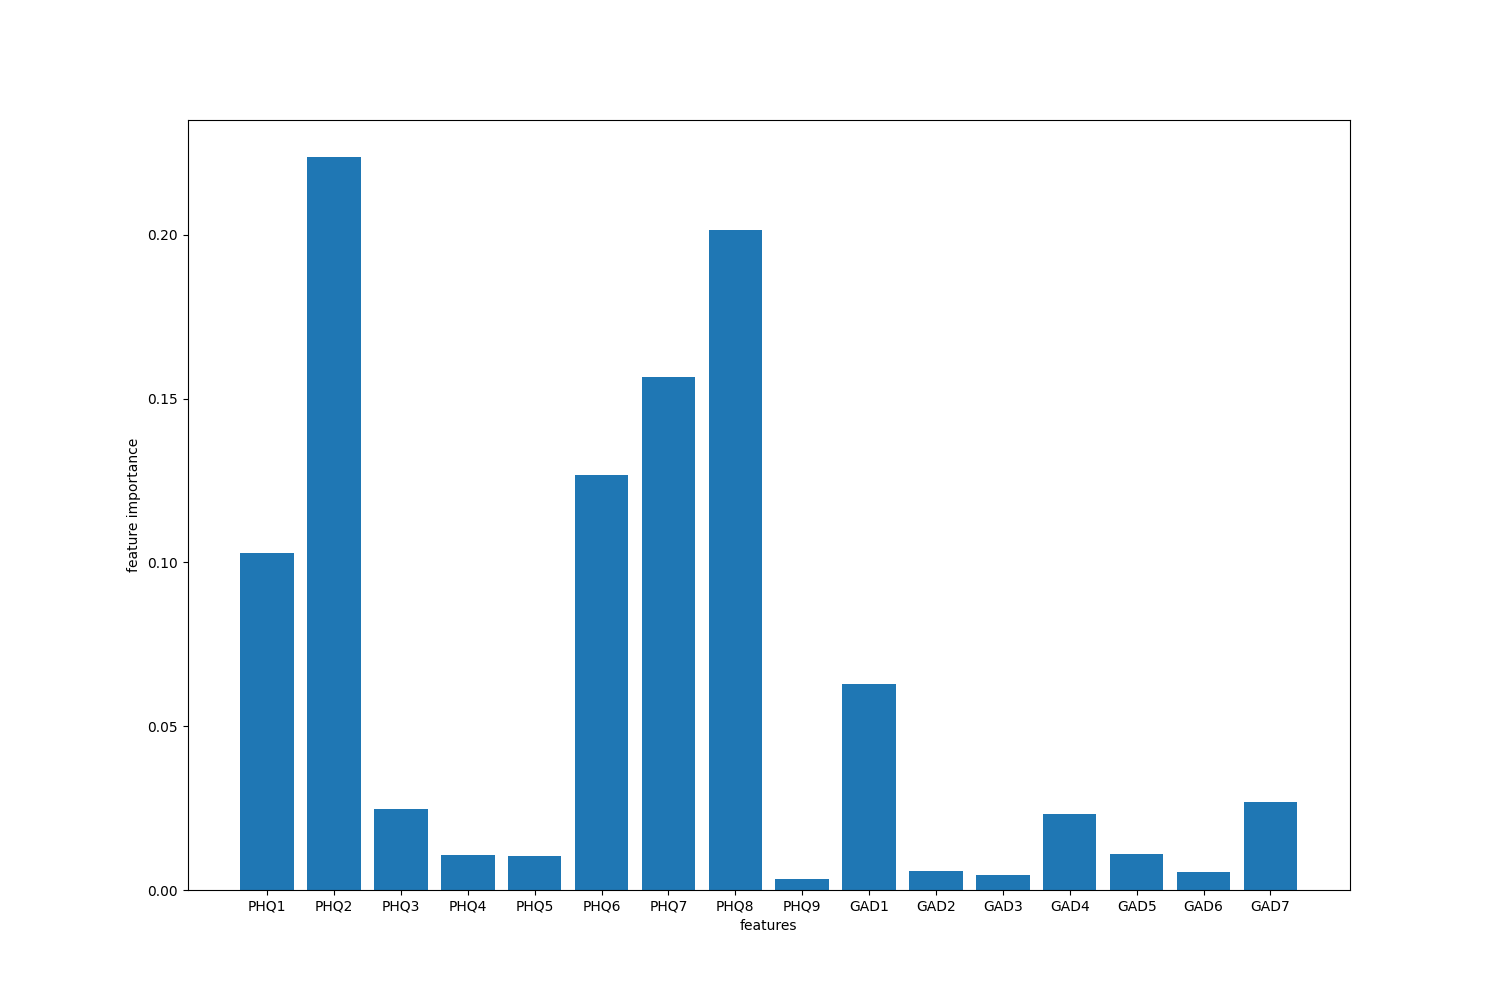 feature importance
0.20
0.15
0.10
0.05
0.00
PHQ1 PHQ2 PHQ3 PHQ4 PHQ5 PHQ6 PHQ7 PHQ8 PHQ9 GAD1 GAD2 GAD3 GAD4 GAD5 GAD6 GAD7
features